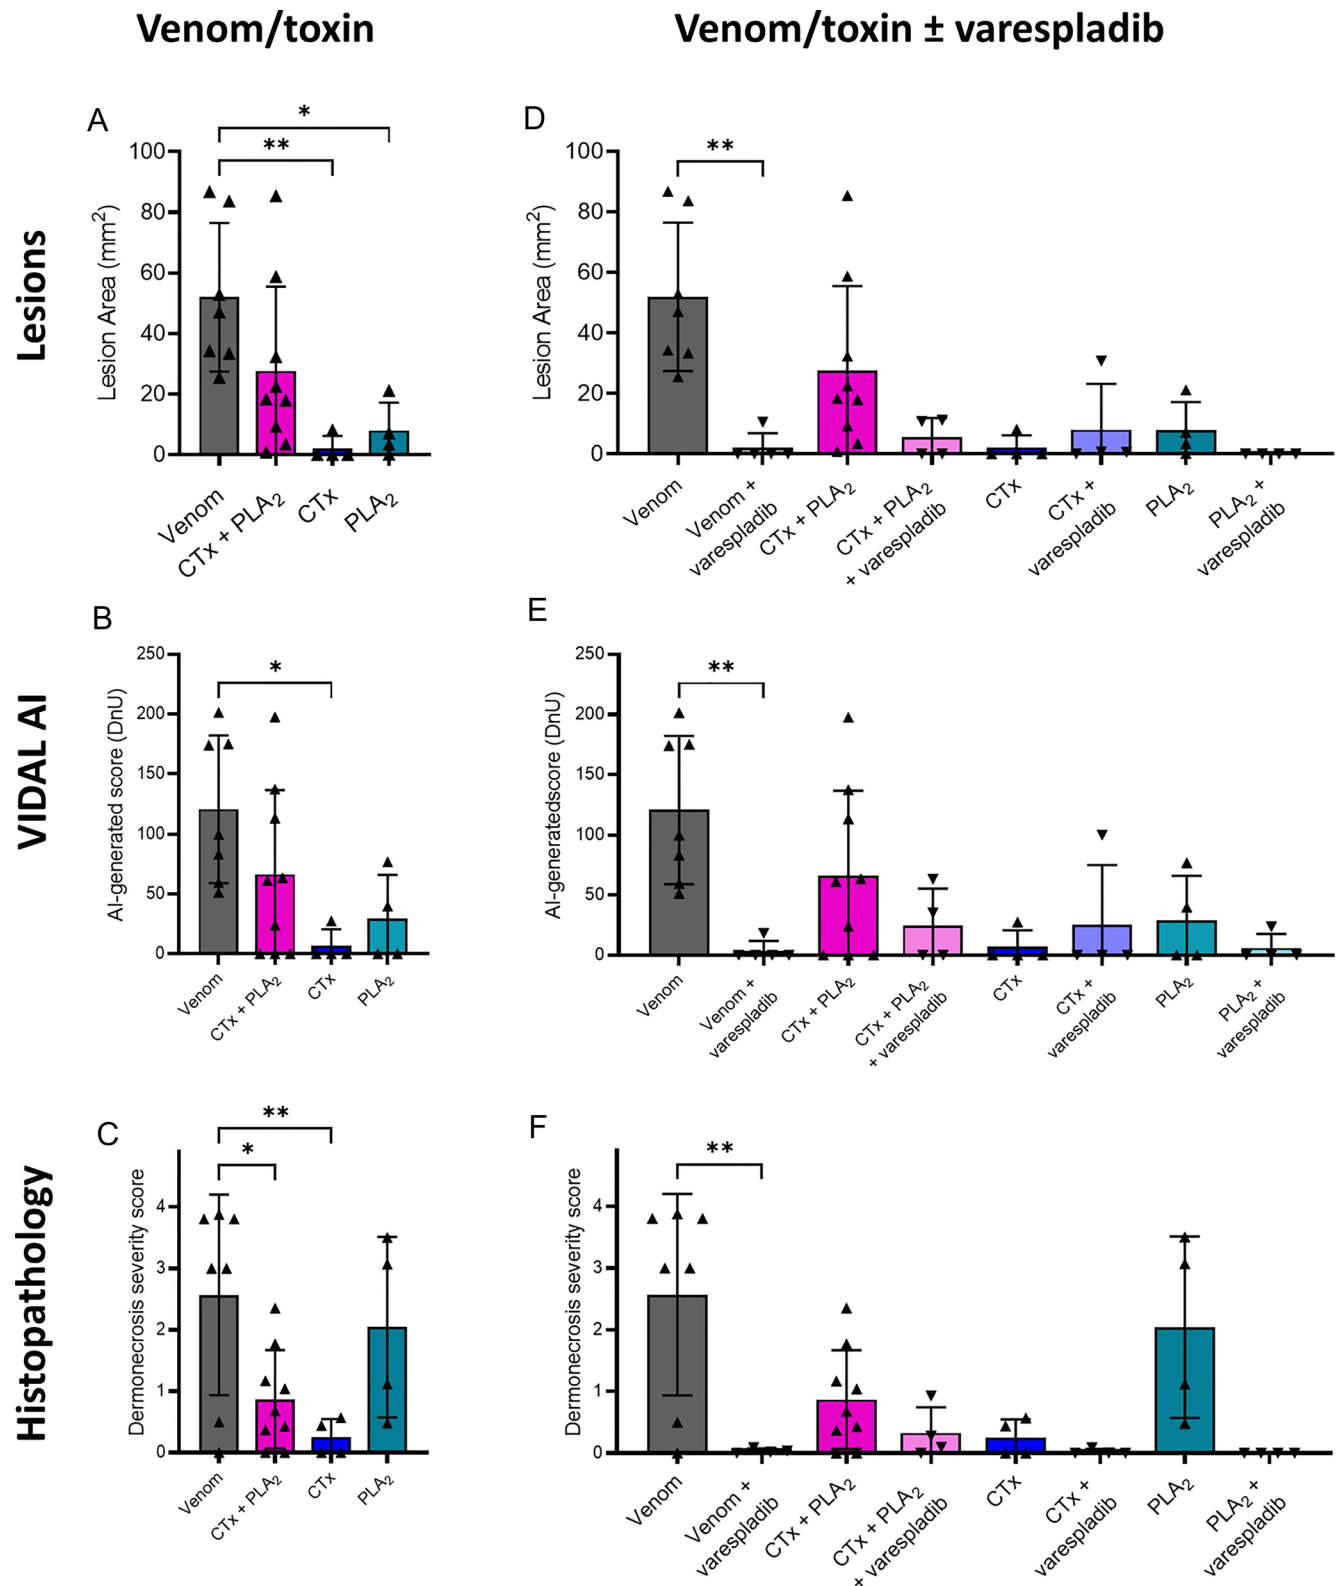 Venom/toxin
Venom/toxin ± varespladib
Lesions
A
*
**
100
80
60
40
20
0
Lesion Area (mm²)
Venom
CTx + PLA₂
CTx
PLA₂
D
**
100
80
60
40
20
0
Lesion Area (mm²)
Venom
Venom +
varespladib
CTx + PLA₂
CTx + PLA₂
+ varespladib
CTx
CTx +
varespladib
PLA₂
PLA₂ +
varespladib
VIDAL AI
B
*
250
200
150
100
50
0
AI-generated score (DnU)
Venom
CTx + PLA₂
CTx
PLA₂
E
**
250
200
150
100
50
0
AI-generatedscore (DnU)
Venom
Venom +
varespladib
CTx + PLA₂
CTx + PLA₂
+ varespladib
CTx
CTx +
varespladib
PLA₂
PLA₂ +
varespladib
Histopathology
C
**
*
4
3
2
1
0
Dermonecrosis severity score
Venom
CTx + PLA₂
CTx
PLA₂
F
**
4
3
2
1
0
Dermonecrosis severity score
Venom
Venom +
varespladib
CTx + PLA₂
CTx + PLA₂
+ varespladib
CTx
CTx +
varespladib
PLA₂
PLA₂ +
varespladib